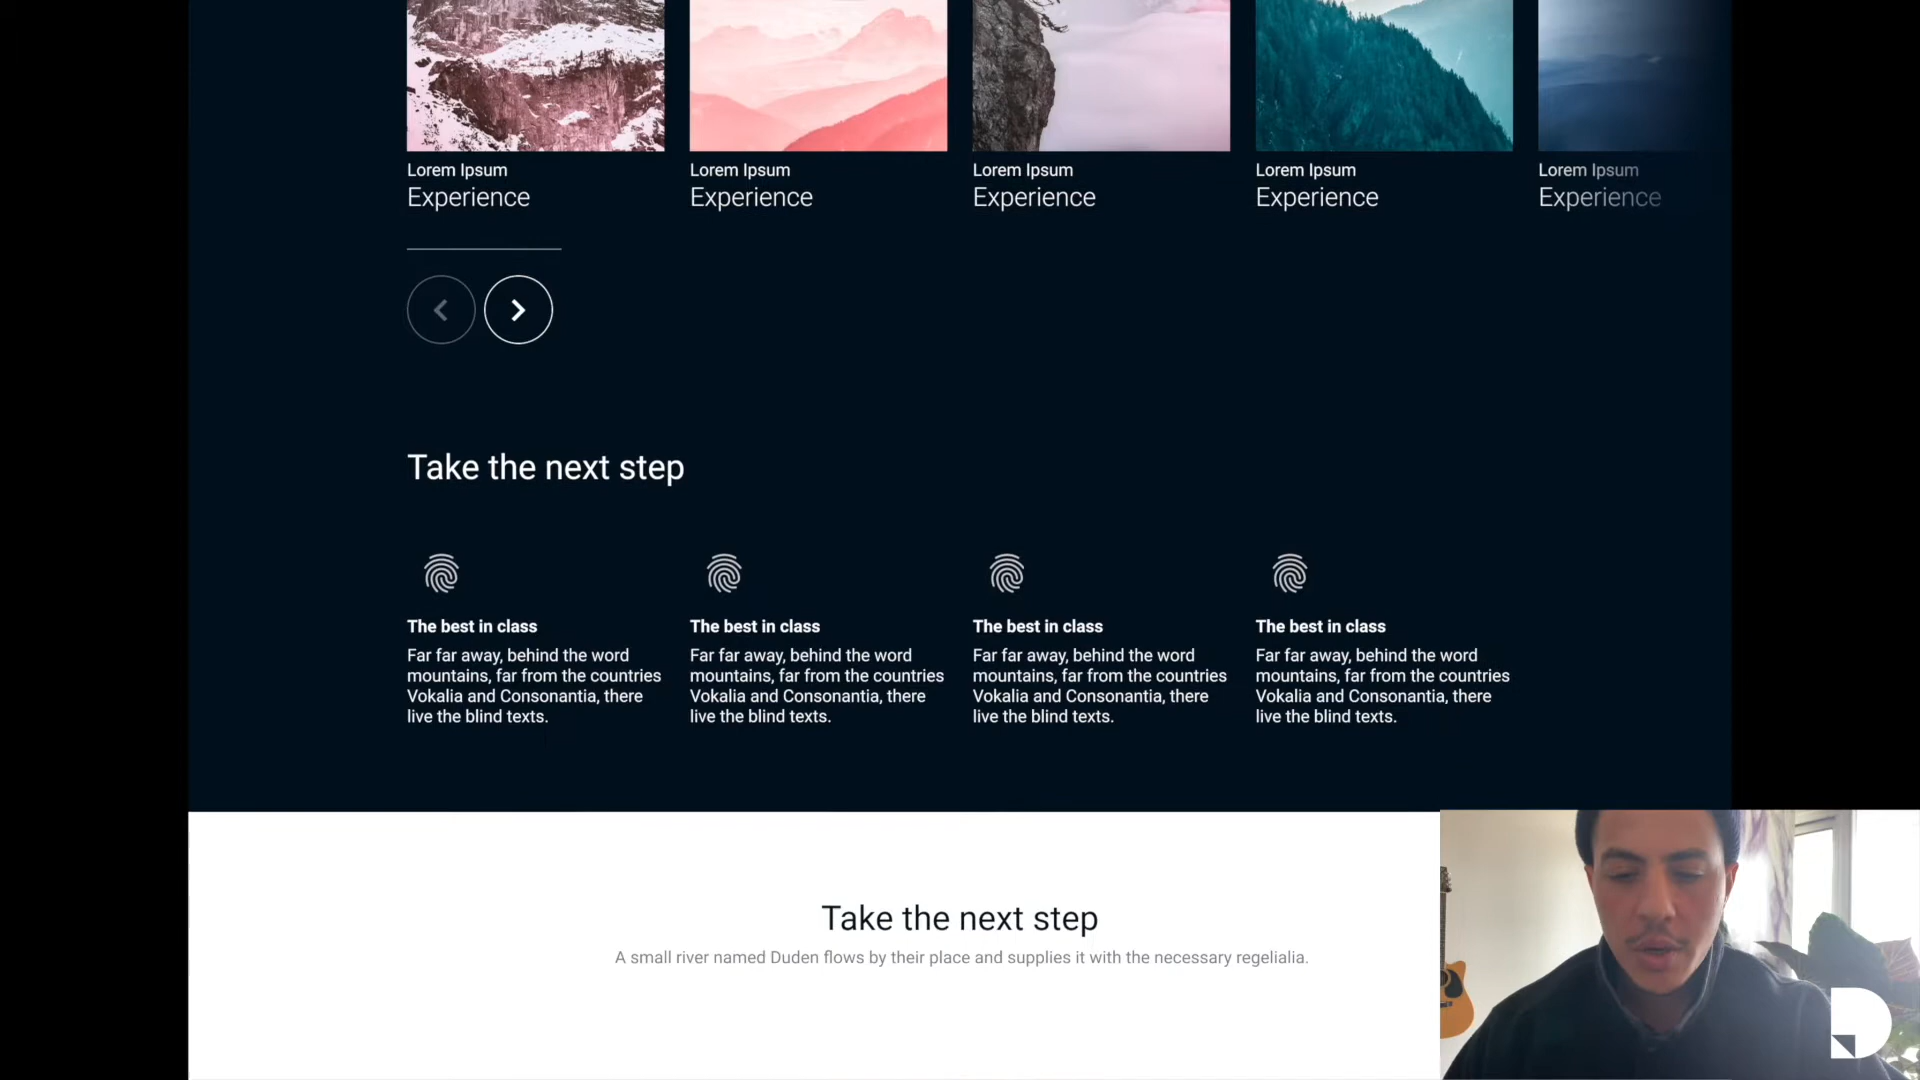 Lorem Ipsum
Experience
Lorem Ipsum
Experience
Lorem Ipsum
Experience
Lorem Ipsum
Experience
Lorem Ipsum
Experience
Take the next step
The best in class
Far far away, behind the word
mountains, far from the countries
Vokalia and Consonantia, there
live the blind texts.
The best in class
Far far away, behind the word
mountains, far from the countries
Vokalia and Consonantia, there
live the blind texts.
The best in class
Far far away, behind the word
mountains, far from the countries
Vokalia and Consonantia, there
live the blind texts.
The best in class
Far far away, behind the word
mountains, far from the countries
Vokalia and Consonantia, there
live the blind texts.
Take the next step
A small river named Duden flows by their place and supplies it with the necessary regelialia.